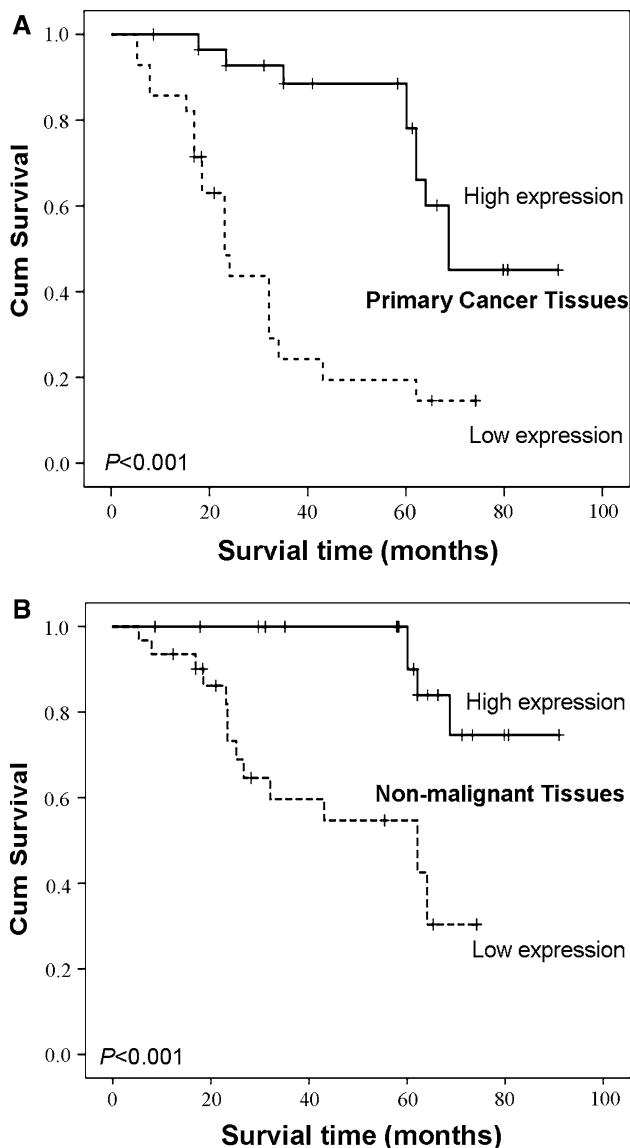 A
1.0
0.8
0.6
0.4
0.2
0.0
Cum Survival
High expression
Primary Cancer Tissues
Low expression
P<0.001
0 20 40 60 80 100
Survial time (months)
B
1.0
0.8
0.6
0.4
0.2
0.0
Cum Survival
High expression
Non-malignant Tissues
Low expression
P<0.001
0 20 40 60 80 100
Survial time (months)